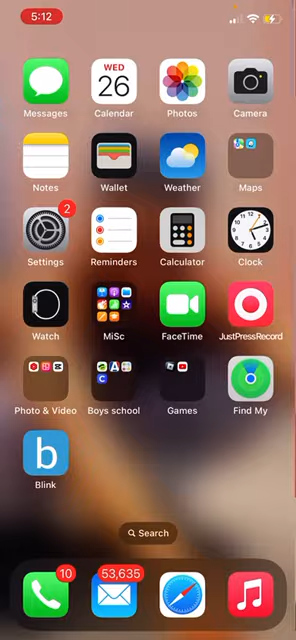 5:12
WED
26
Messages Calendar Photos Camera
Notes Wallet Weather Maps
2
Settings Reminders Calculator Clock
Watch MiSc FaceTime JustPressRecord
Photo & Video Boys school Games Find My
b
Blink
Search
10 53,635